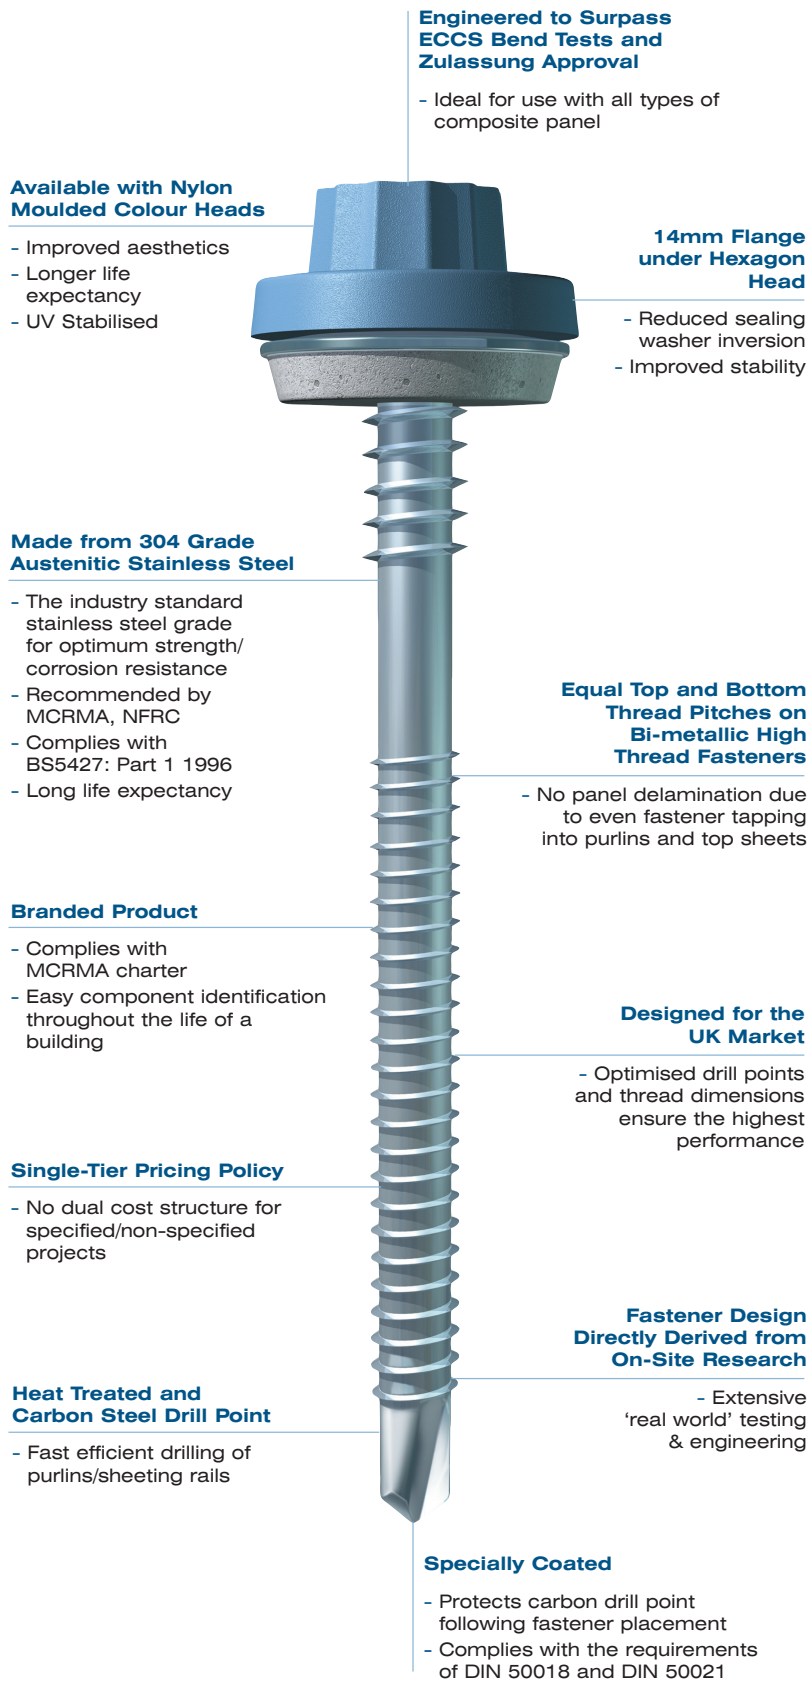 Engineered to Surpass
ECCS Bend Tests and
Zulassung Approval
- Ideal for use with all types of
composite panel
Available with Nylon
Moulded Colour Heads
- Improved aesthetics
- Longer life
expectancy
- UV Stabilised
14mm Flange
under Hexagon
Head
- Reduced sealing
washer inversion
- Improved stability
Made from 304 Grade
Austenitic Stainless Steel
- The industry standard
stainless steel grade
for optimum strength/
corrosion resistance
- Recommended by
MCRMA, NFRC
- Complies with
BS5427: Part 1 1996
- Long life expectancy
Equal Top and Bottom
Thread Pitches on
Bi-metallic High
Thread Fasteners
- No panel delamination due
to even fastener tapping
into purlins and top sheets
Branded Product
- Complies with
MCRMA charter
- Easy component identification
throughout the life of a
building
Designed for the
UK Market
- Optimised drill points
and thread dimensions
ensure the highest
performance
Single-Tier Pricing Policy
- No dual cost structure for
specified/non-specified
projects
Fastener Design
Directly Derived from
On-Site Research
- Extensive
‘real world’ testing
& engineering
Heat Treated and
Carbon Steel Drill Point
- Fast efficient drilling of
purlins/sheeting rails
Specially Coated
- Protects carbon drill point
following fastener placement
- Complies with the requirements
of DIN 50018 and DIN 50021